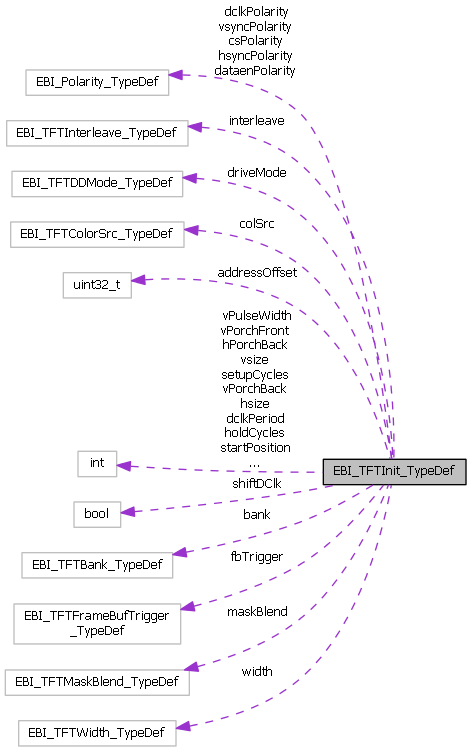 dclkPolarity
vsyncPolarity
csPolarity
hsyncPolarity
dataenPolarity
EBI_Polarity_TypeDef
interleave
EBI_TFTInterleave_TypeDef
driveMode
EBI_TFTDDMode_TypeDef
colSrc
EBI_TFTColorSrc_TypeDef
addressOffset
uint32_t
vPulseWidth
vPorchFront
hPorchBack
vsize
setupCycles
vPorchBack
hsize
dclkPeriod
holdCycles
startPosition
...
int
EBI_TFTInit_TypeDef
shiftDClk
bool
bank
EBI_TFTBank_TypeDef
fbTrigger
EBI_TFTFrameBufTrigger
_TypeDef
maskBlend
EBI_TFTMaskBlend_TypeDef
width
EBI_TFTWidth_TypeDef